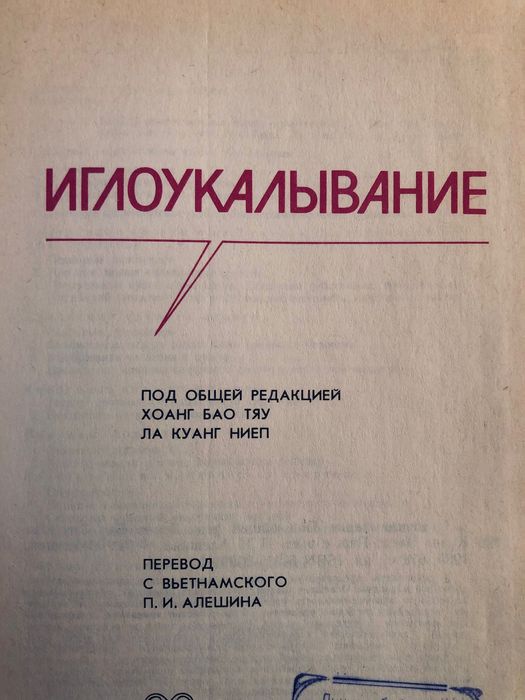 ИГЛОУКАЛЫВАНИЕ
ПОД ОБЩЕЙ РЕДАКЦИЕЙ
ХОАНГ БАО ТЯУ
ЛА КУАНГ НИЕП
ПЕРЕВОД
С ВЬЕТНАМСКОГО
П. И. АЛЕШИНА